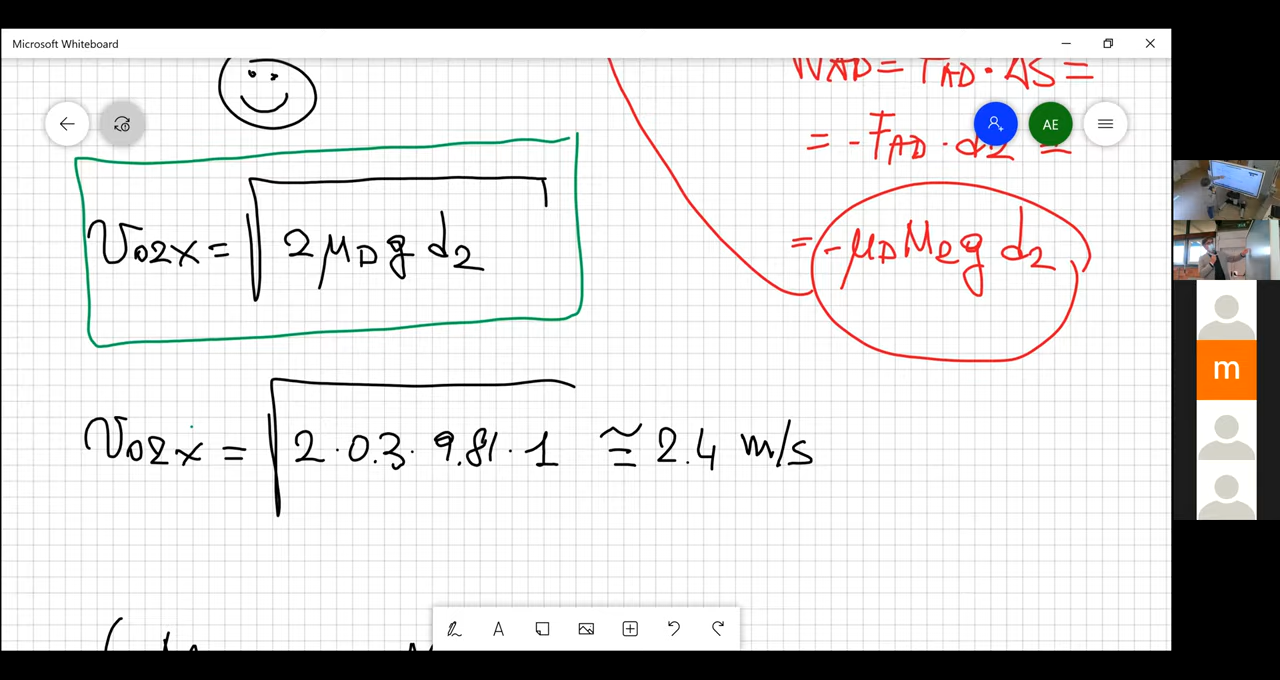 Microsoft Whiteboard
WAD = FAD · ΔS =
= - FAD · d2 =
AE
V02x = √2 μD g d2
= - μD M2 g d2
m
V02x = √2 · 0.3 · 9.81 · 1 ≅ 2.4 m/s
A